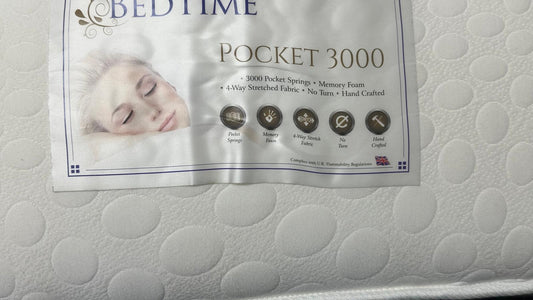 BEDTIME
POCKET 3000
• 3000 Pocket Springs • Memory Foam
• 4-Way Stretched Fabric • No Turn • Hand Crafted
Pocket Springs
Memory Foam
4-Way Stretch Fabric
No Turn
Hand Crafted
Complies with U.K. Flammability Regulations